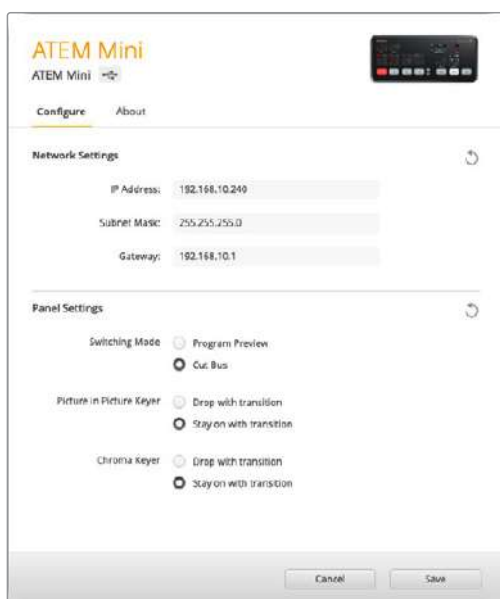 ATEM Mini
ATEM Mini
Configure About
Network Settings
IP Address: 192.168.10.240
Subnet Mask: 255.255.255.0
Gateway: 192.168.10.1
Panel Settings
Switching Mode Program Preview
Cut Bus
Picture in Picture Keyer Drop with transition
Stay on with transition
Chroma Keyer Drop with transition
Stay on with transition
Cancel Save